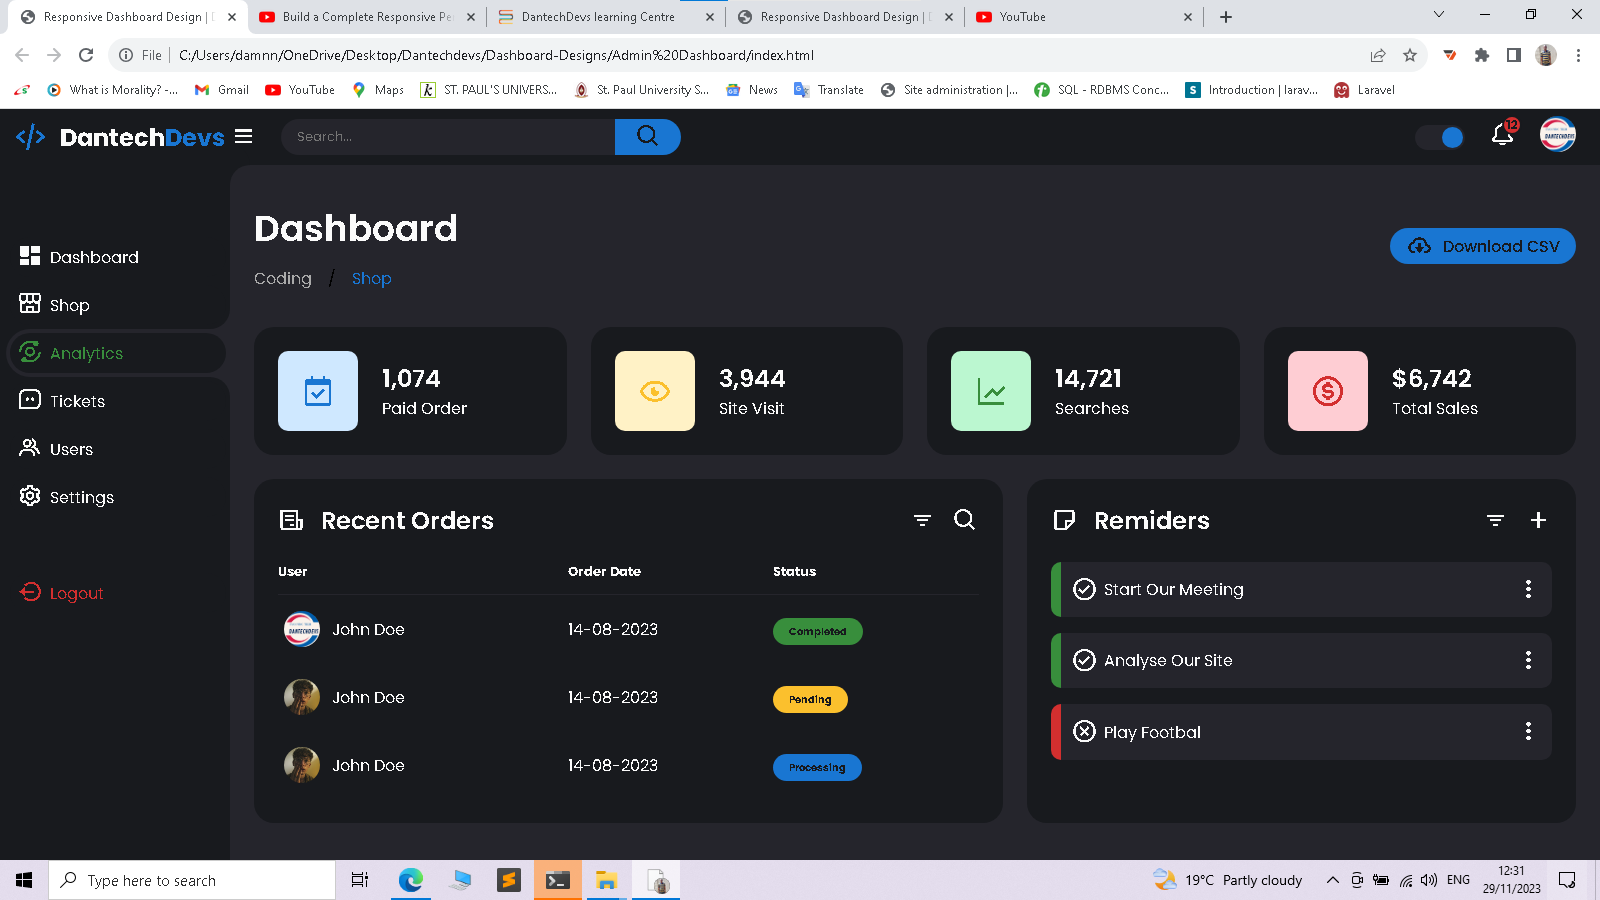 Responsive Dashboard Design | D
Build a Complete Responsive Pe
DantechDevs learning Centre
Responsive Dashboard Design | D
YouTube
File C:/Users/damnn/OneDrive/Desktop/Dantechdevs/Dashboard-Designs/Admin%20Dashboard/index.html
What is Morality? -... Gmail YouTube Maps ST. PAUL'S UNIVERS... St. Paul University S... News Translate Site administration |... SQL - RDBMS Conc... Introduction | larav... Laravel
</> DantechDevs Search... 12
Dashboard
Coding / Shop
Download CSV
Dashboard
Shop
Analytics
Tickets
Users
Settings
Logout
1,074
Paid Order
3,944
Site Visit
14,721
Searches
$6,742
Total Sales
Recent Orders
User Order Date Status
John Doe 14-08-2023 Completed
John Doe 14-08-2023 Pending
John Doe 14-08-2023 Processing
Remiders
Start Our Meeting
Analyse Our Site
Play Footbal
Type here to search
19°C Partly cloudy
ENG
12:31
29/11/2023